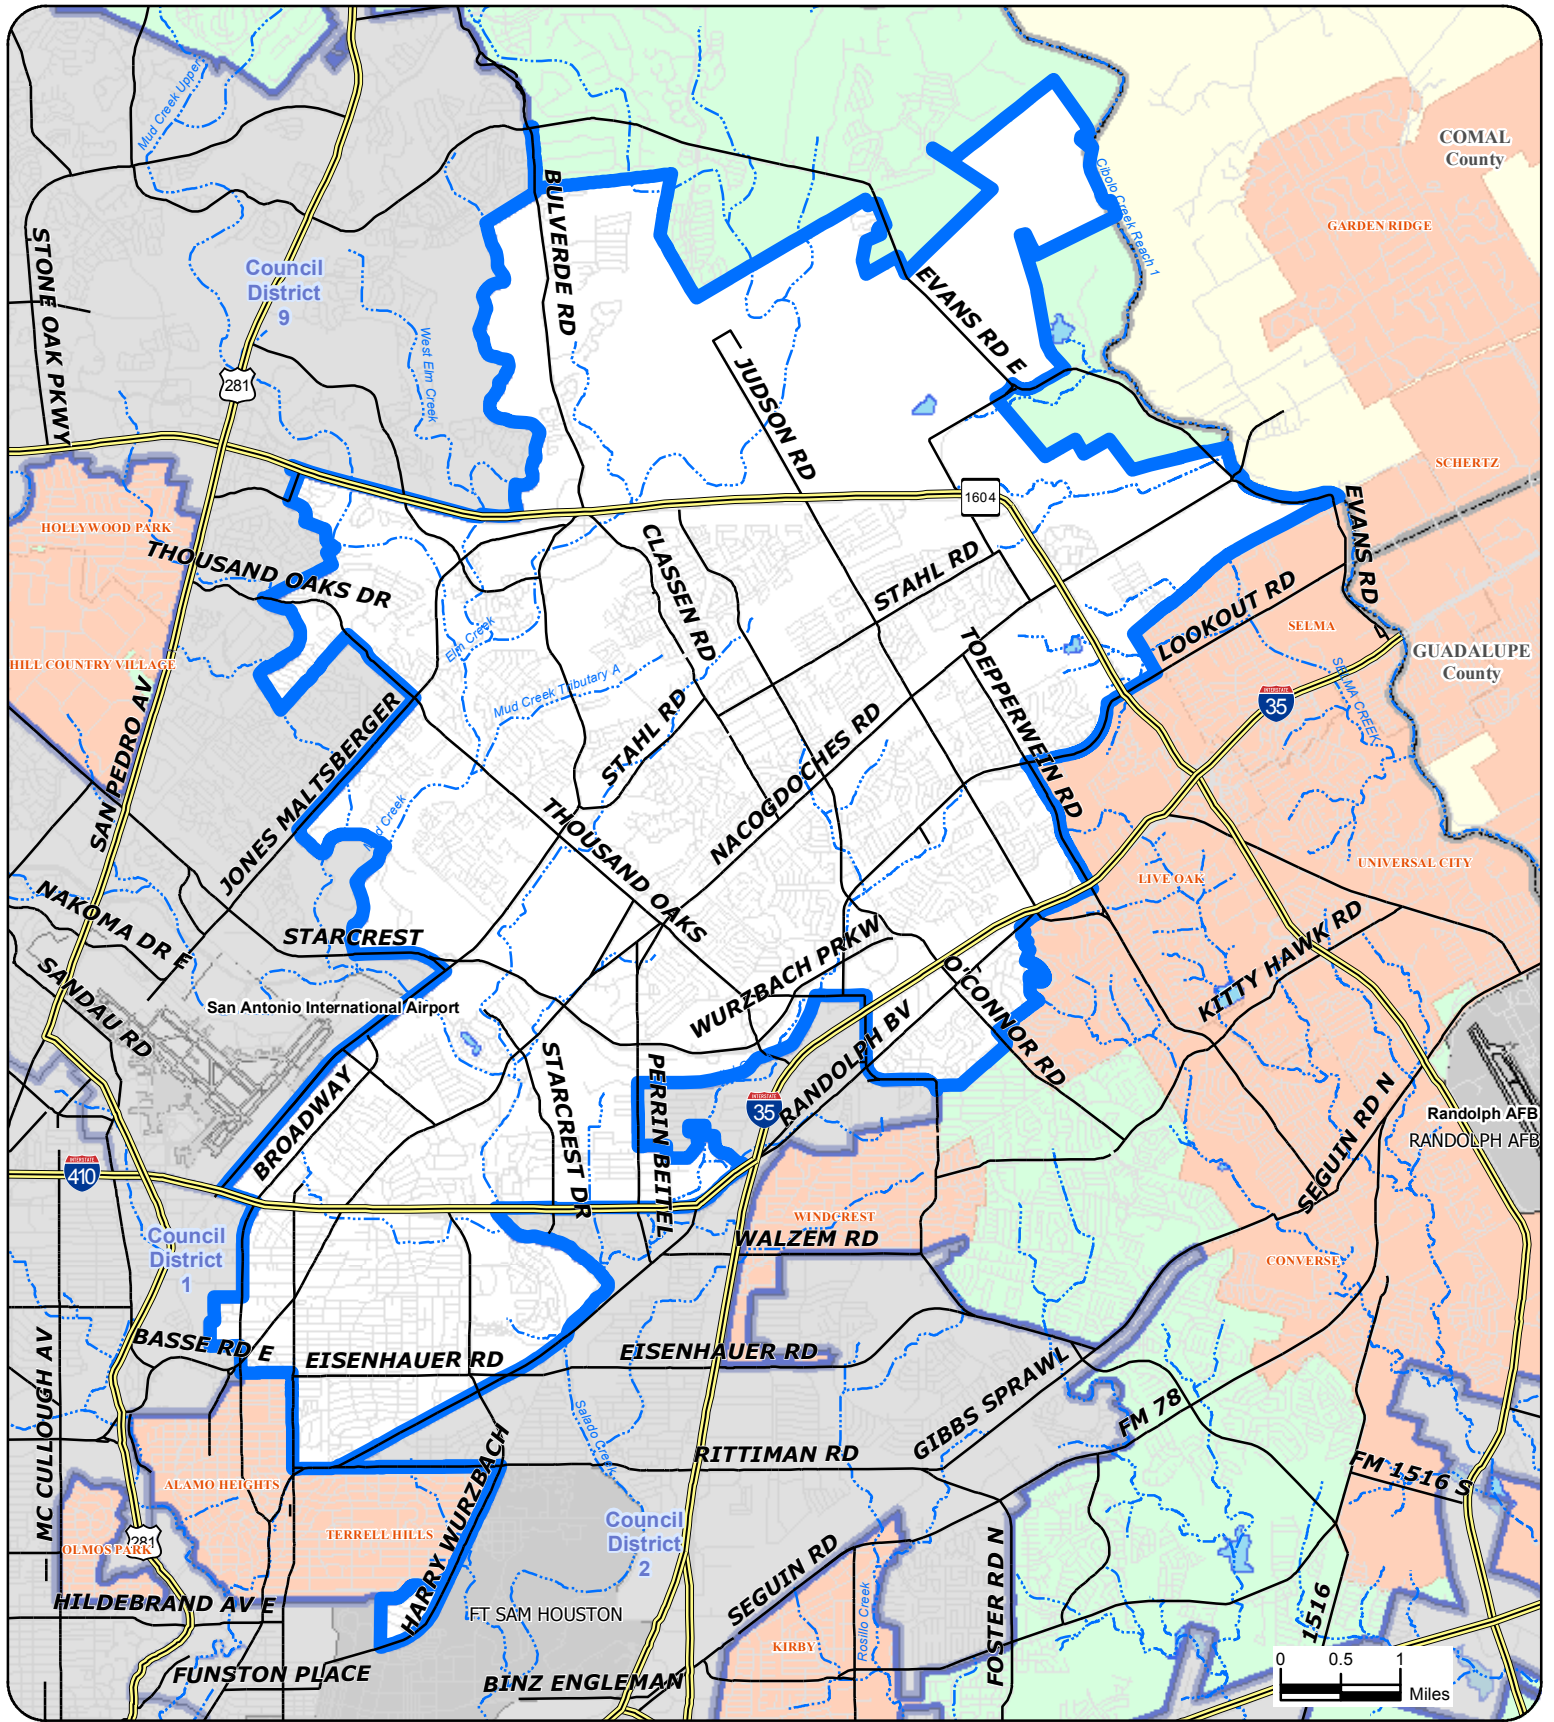 Mud Creek Upper
COMAL
County
Cibolo Creek Reach 1
BULVERDE RD
GARDEN RIDGE
STONE OAK PKWY
Council
District
9
EVANS RD E
West Elm Creek
281
JUDSON RD
SCHERTZ
EVANS RD
1604
HOLLYWOOD PARK
THOUSAND OAKS DR
CLASSEN RD
STAHL RD
LOOKOUT RD
SELMA
Elm Creek
TOEPPERWEIN RD
GUADALUPE
County
HILL COUNTRY VILLAGE
Mud Creek Tributary A
SELMA CREEK
35
SAN PEDRO AV
STAHL RD
NACOGDOCHES RD
JONES MALTSBERGER
THOUSAND OAKS
UNIVERSAL CITY
LIVE OAK
NAKOMA DR E
STARCREST
WURZBACH PRKW
KITTY HAWK RD
SANDAU RD
O'CONNOR RD
San Antonio International Airport
RANDOLPH BV
STARCREST DR
PERRIN BEITEL
INTERSTATE
35
SEGUIN RD N
Randolph AFB
RANDOLPH AFB
BROADWAY
INTERSTATE
410
WINDCREST
WALZEM RD
Council
District
1
CONVERSE
BASSE RD E
EISENHAUER RD
EISENHAUER RD
MC CULLOUGH AV
GIBBS SPRAWL
FM 78
Salado Creek
HARRY WURZBACH
RITTIMAN RD
FM 1516 S
ALAMO HEIGHTS
TERRELL HILLS
Council
District
2
281
OLMOS PARK
SEGUIN RD
FOSTER RD N
HILDEBRAND AV E
FT SAM HOUSTON
Rosillo Creek
1516
KIRBY
FUNSTON PLACE
BINZ ENGLEMAN
0 0.5 1
Miles